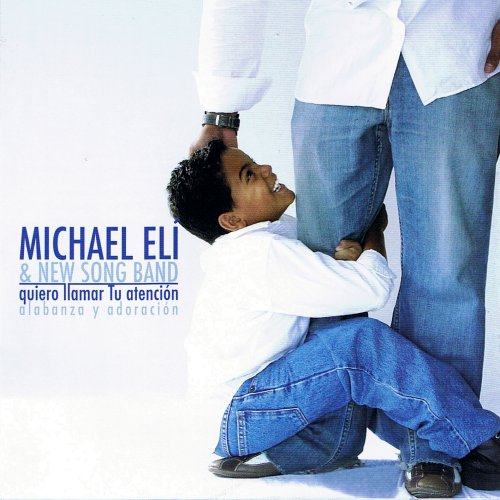 MICHAEL ELÍ
& NEW SONG BAND
quiero llamar Tu atención
alabanza y adoración